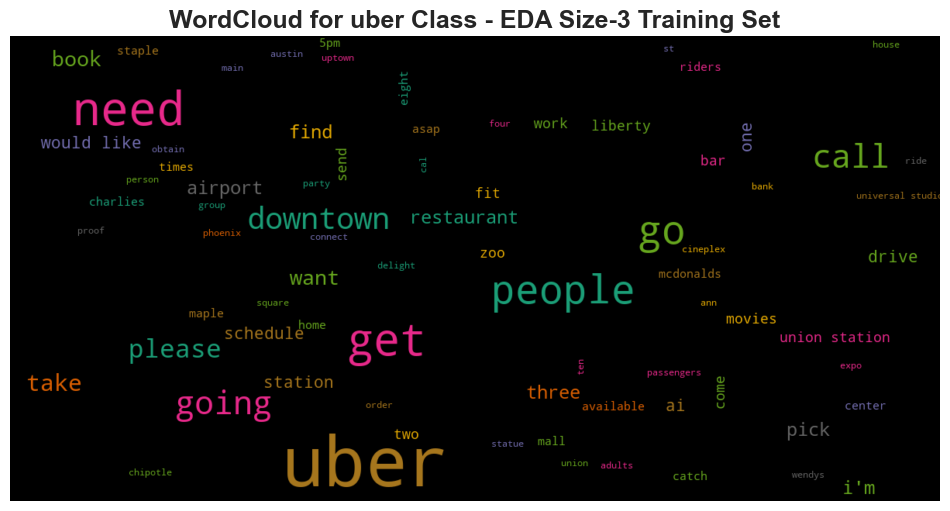 WordCloud for uber Class - EDA Size-3 Training Set
5pm
staple
book
austin
uptown
main
st
house
riders
eight
need
find
asap
four
work
liberty
one
would like
obtain
times
send
cal
bar
call
ride
person
airport
party
fit
bank
universal studio
charlies
group
downtown
restaurant
proof
phoenix
connect
go
cineplex
zoo
drive
delight
want
people
mcdonalds
square
ann
maple
home
movies
schedule
please
get
union station
ten
passengers
expo
take
station
three
come
going
order
available
ai
center
two
pick
uber
statue
mall
chipotle
union
adults
catch
wendys
i'm